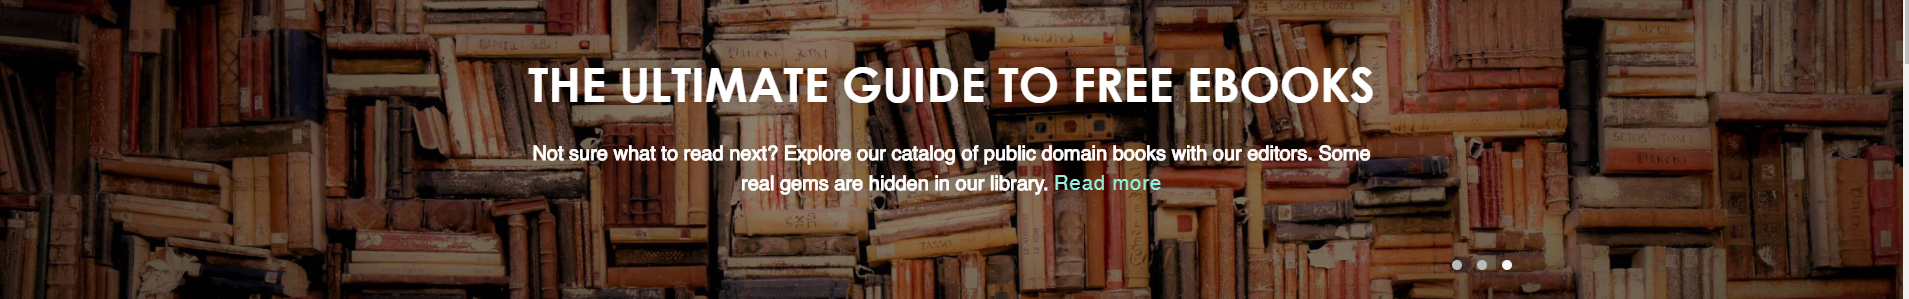 THE ULTIMATE GUIDE TO FREE EBOOKS
Not sure what to read next? Explore our catalog of public domain books with our editors. Some
real gems are hidden in our library. Read more
TASSO